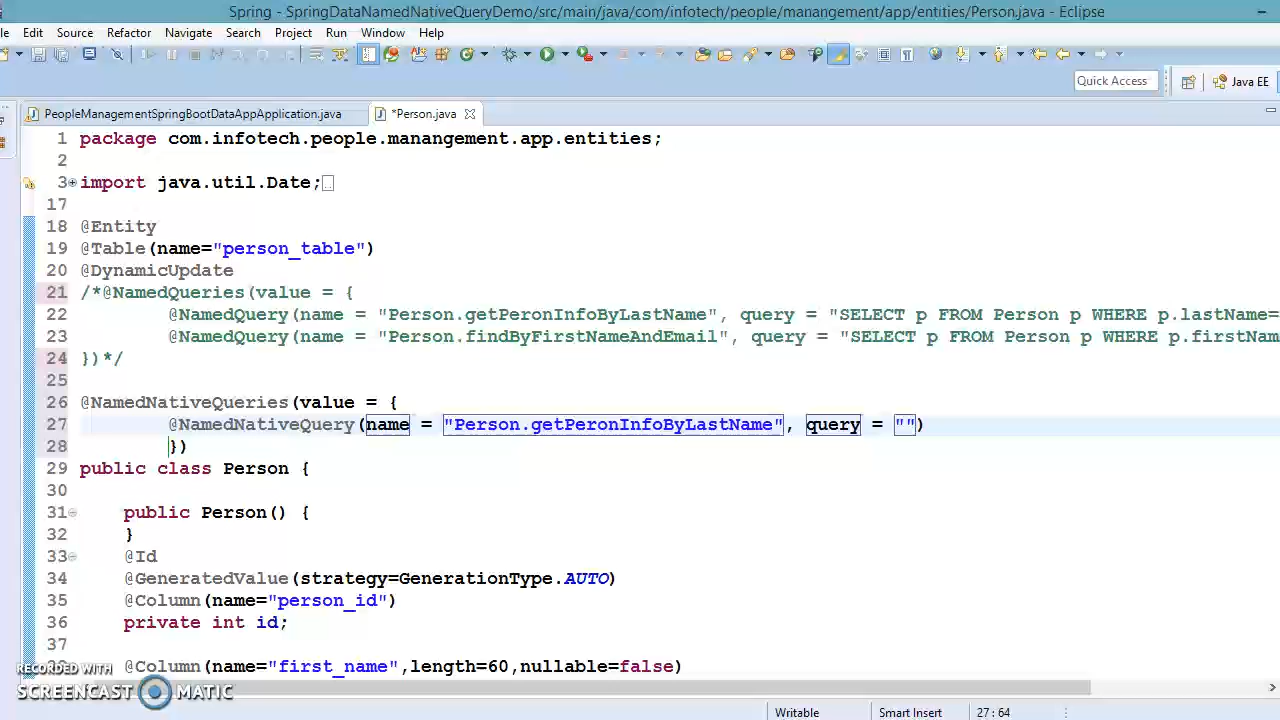 Spring - SpringDataNamedNativeQueryDemo/src/main/java/com/infotech/people/manangement/app/entities/Person.java - Eclipse
le Edit Source Refactor Navigate Search Project Run Window Help
Quick Access Java EE
PeopleManagementSpringBootDataAppApplication.java *Person.java
1 package com.infotech.people.manangement.app.entities;
2
3 import java.util.Date;
17
18 @Entity
19 @Table(name="person_table")
20 @DynamicUpdate
21 /*@NamedQueries(value = {
22 @NamedQuery(name = "Person.getPeronInfoByLastName", query = "SELECT p FROM Person p WHERE p.lastName=
23 @NamedQuery(name = "Person.findByFirstNameAndEmail", query = "SELECT p FROM Person p WHERE p.firstNam
24 })*/
25
26 @NamedNativeQueries(value = {
27 @NamedNativeQuery(name = "Person.getPeronInfoByLastName", query = "")
28 })
29 public class Person {
30
31 public Person() {
32 }
33 @Id
34 @GeneratedValue(strategy=GenerationType.AUTO)
35 @Column(name="person_id")
36 private int id;
37
@Column(name="first_name",length=60,nullable=false)
RECORDED WITH
SCREENCAST MATIC
Writable Smart Insert 27:64